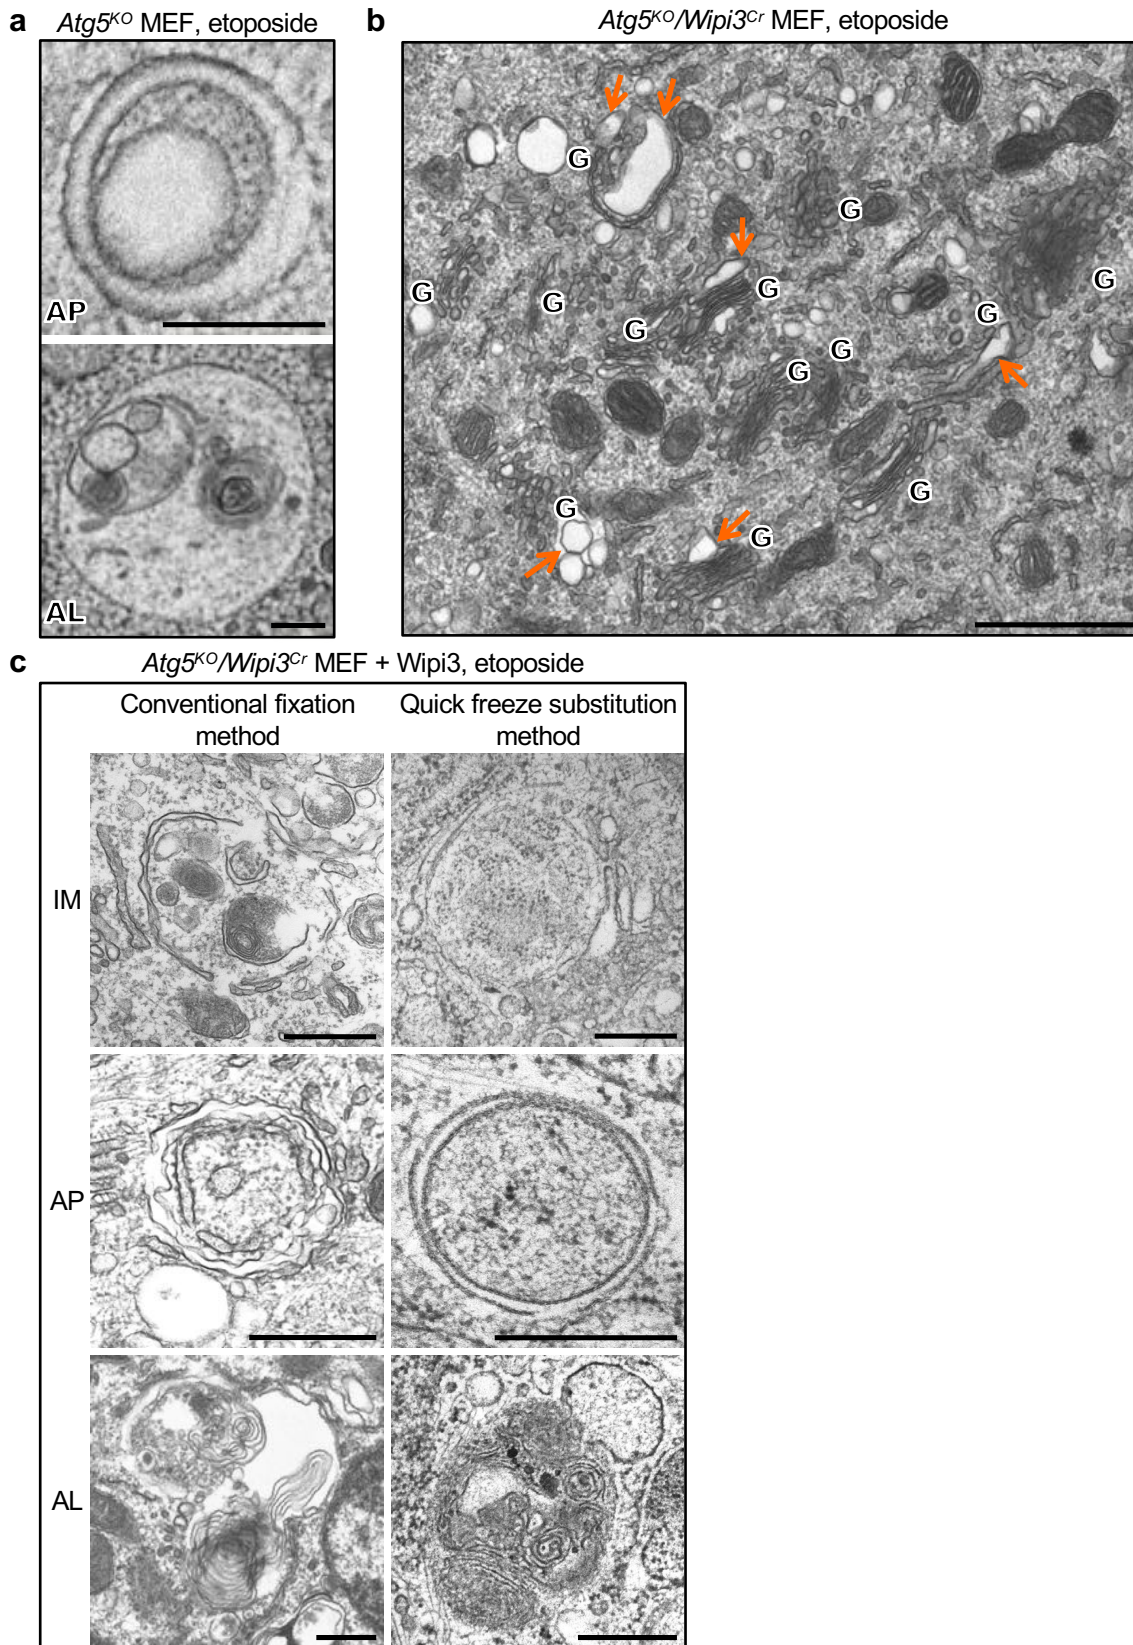 a
Atg5KO MEF, etoposide
AP
AL
b
Atg5KO/Wipi3Cr MEF, etoposide
G
G
G
G
G
G
G
G
G
G
G
G
G
c
Atg5KO/Wipi3Cr MEF + Wipi3, etoposide
Conventional fixation
method
Quick freeze substitution
method
IM
AP
AL